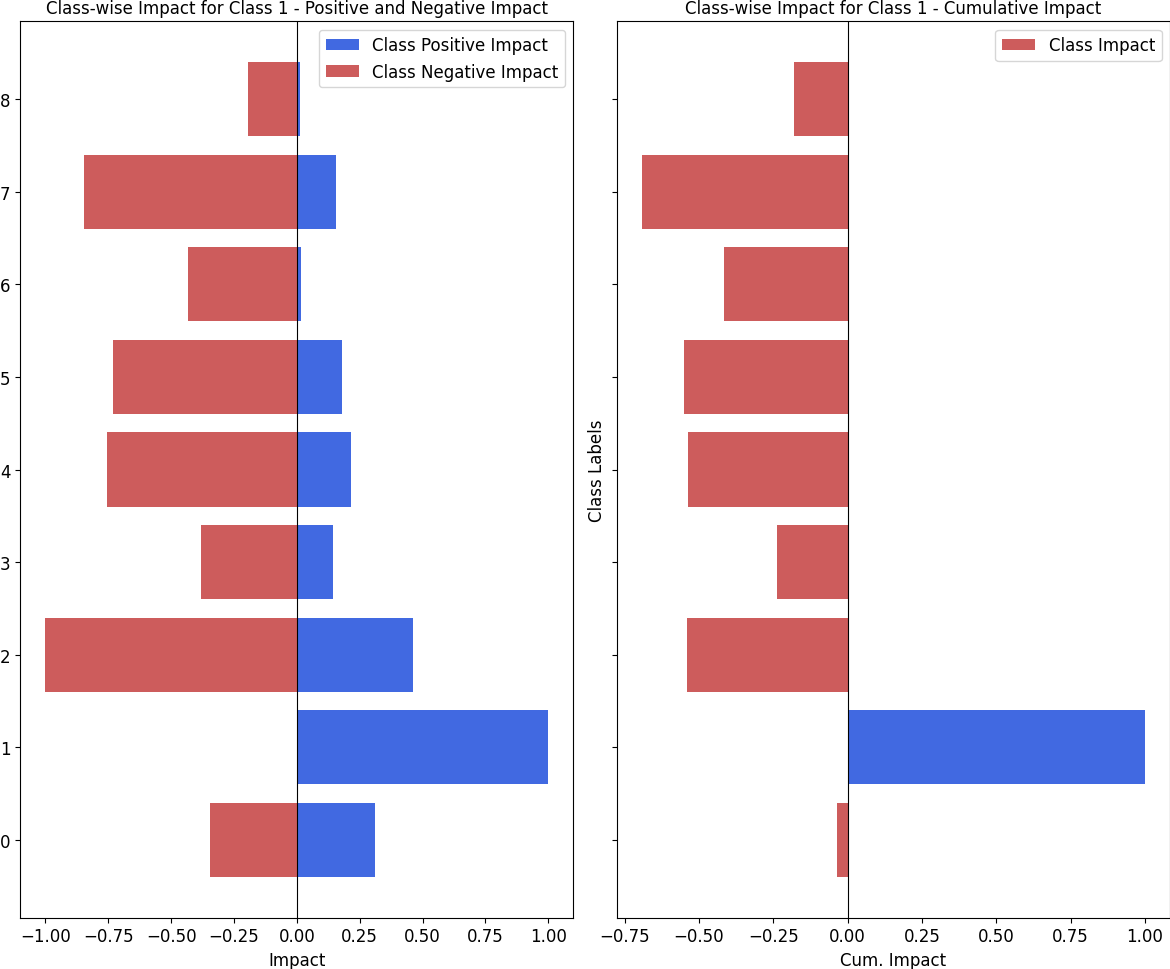 Class-wise Impact for Class 1 - Positive and Negative Impact
Class Positive Impact
Class Negative Impact
8
7
6
5
4
3
2
1
0
−1.00 −0.75 −0.50 −0.25 0.00 0.25 0.50 0.75 1.00
Impact
Class-wise Impact for Class 1 - Cumulative Impact
Class Impact
Class Labels
−0.75 −0.50 −0.25 0.00 0.25 0.50 0.75 1.00
Cum. Impact